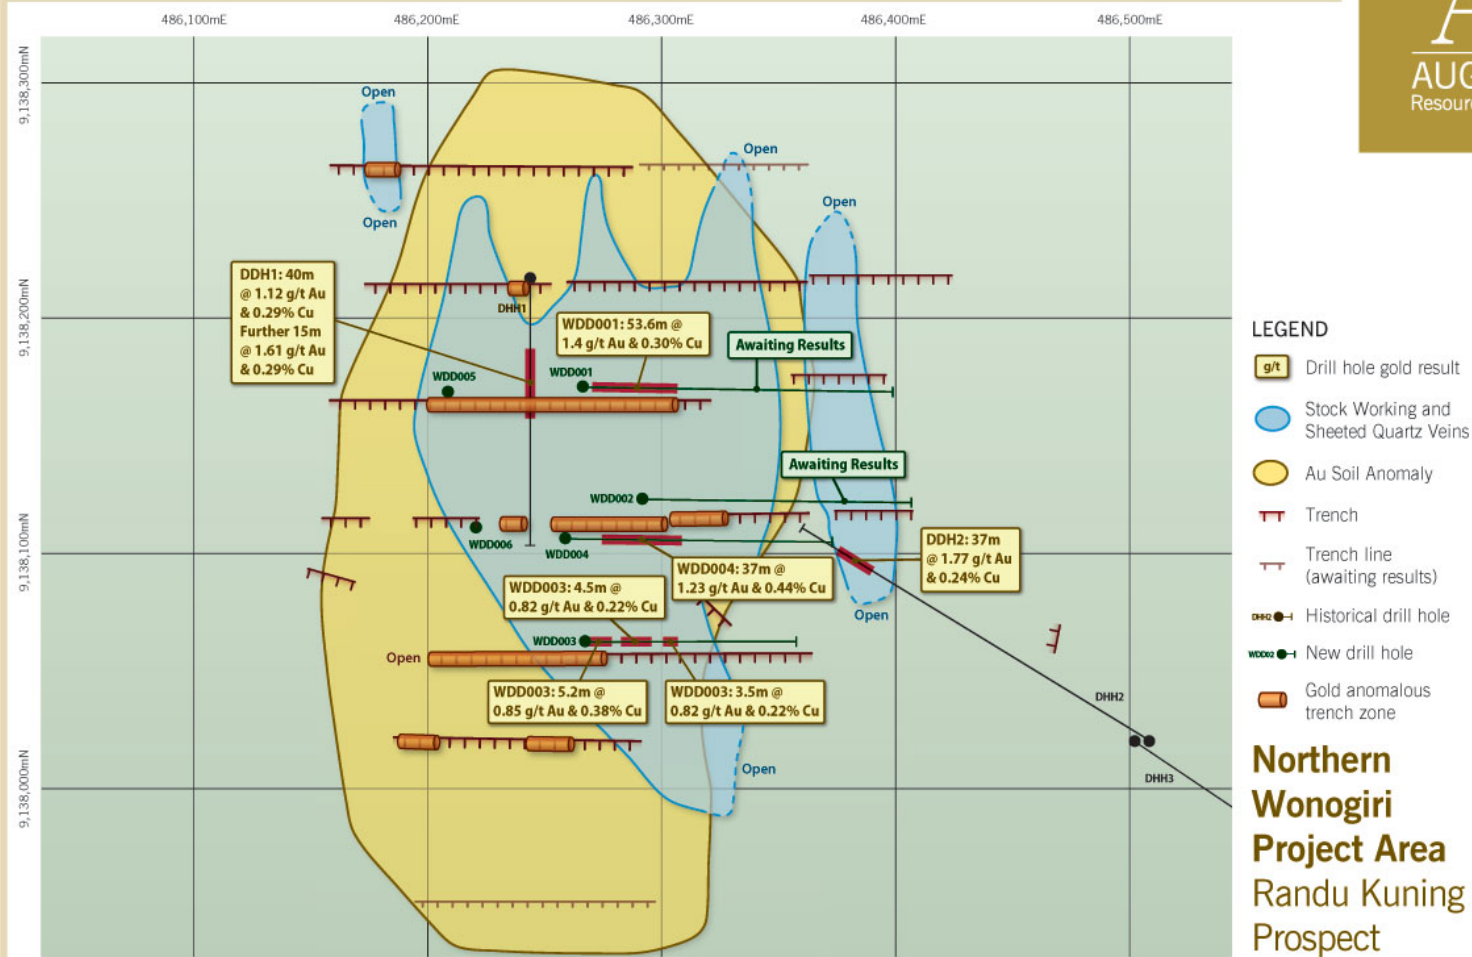 486,100mE
486,200mE
486,300mE
486,400mE
486,500mE
AUG
Resour
9,138,300mN
9,138,200mN
9,138,100mN
9,138,000mN
Open
Open
Open
Open
DDH1: 40m
@ 1.12 g/t Au
& 0.29% Cu
Further 15m
@ 1.61 g/t Au
& 0.29% Cu
DHH1
WDD001: 53.6m @
1.4 g/t Au & 0.30% Cu
Awaiting Results
WDD005
WDD001
Awaiting Results
WDD002
WDD006
WDD004
DDH2: 37m
@ 1.77 g/t Au
& 0.24% Cu
WDD004: 37m @
1.23 g/t Au & 0.44% Cu
WDD003: 4.5m @
0.82 g/t Au & 0.22% Cu
Open
WDD003
Open
WDD003: 5.2m @
0.85 g/t Au & 0.38% Cu
WDD003: 3.5m @
0.82 g/t Au & 0.22% Cu
DHH2
Open
DHH3
LEGEND
g/t
Drill hole gold result
Stock Working and
Sheeted Quartz Veins
Au Soil Anomaly
Trench
Trench line
(awaiting results)
DHH2
Historical drill hole
WDD02
New drill hole
Gold anomalous
trench zone
Northern
Wonogiri
Project Area
Randu Kuning
Prospect